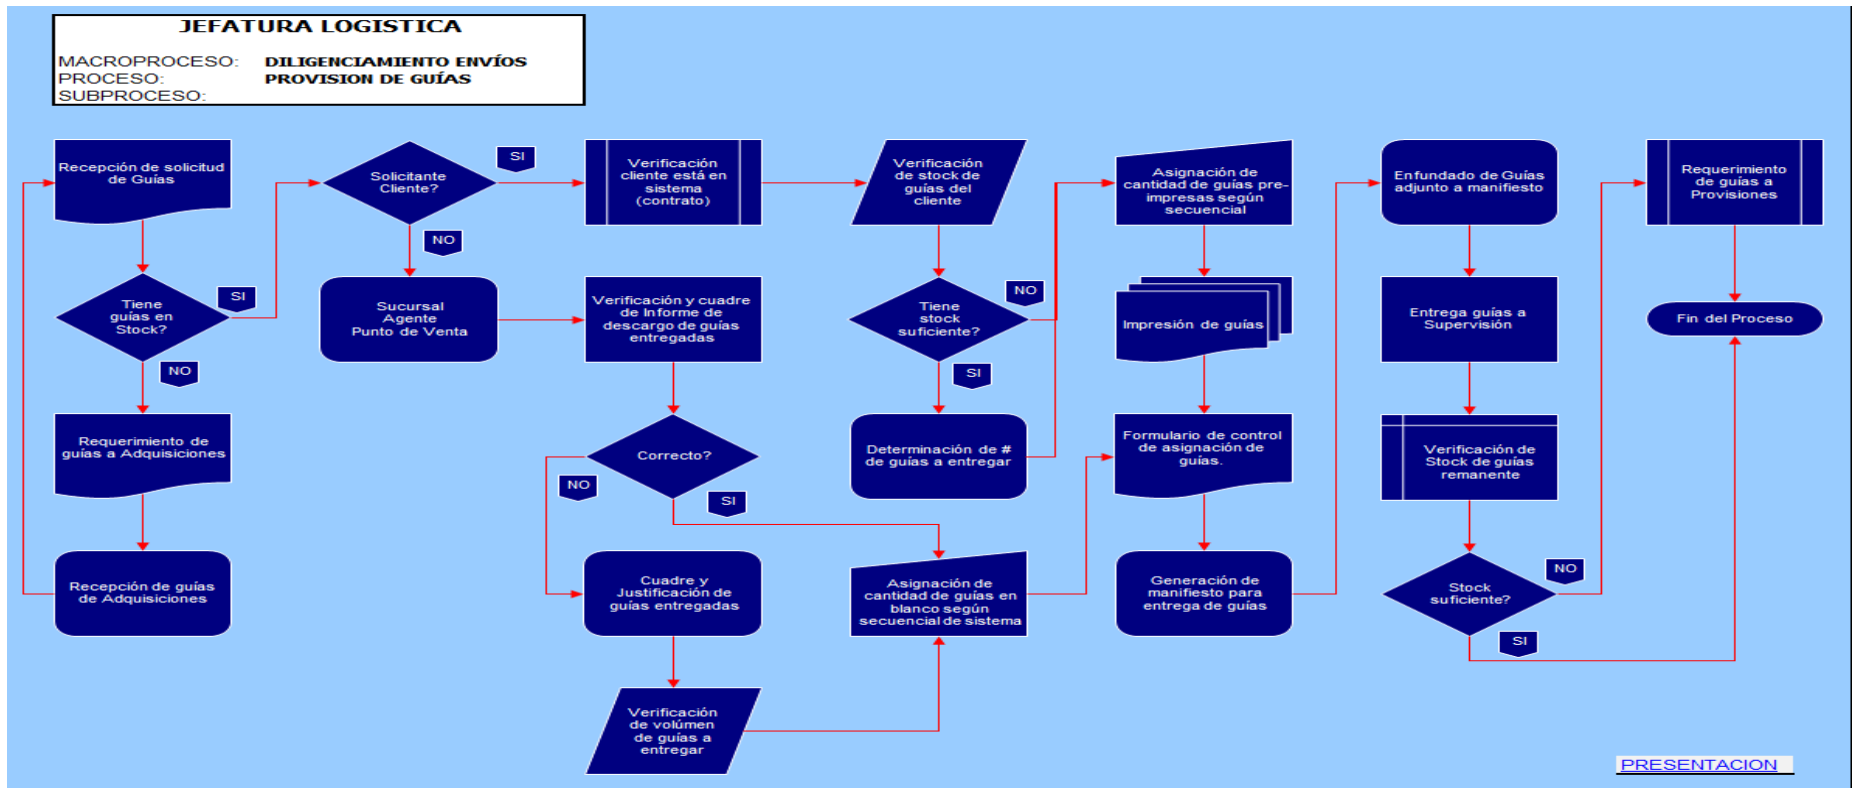 JEFATURA LOGISTICA
MACROPROCESO: DILIGENCIAMIENTO ENVÍOS
PROCESO: PROVISION DE GUÍAS
SUBPROCESO:
Recepción de solicitud
de Guías
Tiene
guías en
Stock?
SI
NO
Requerimiento de
guías a Adquisiciones
Recepción de guías
de Adquisiciones
Solicitante
Cliente?
SI
NO
Sucursal
Agente
Punto de Venta
Verificación
cliente está en
sistema
(contrato)
Verificación y cuadre
de Informe de
descargo de guías
entregadas
Correcto?
NO
SI
Cuadre y
Justificación de
guías entregadas
Verificación
de volúmen
de guías a
entregar
Verificación
de stock de
guías del
cliente
Tiene
stock
suficiente?
NO
SI
Determinación de #
de guías a entregar
Asignación de
cantidad de guías en
blanco según
secuencial de sistema
Asignación de
cantidad de guías pre-
impresas según
secuencial
Impresión de guías
Formulario de control
de asignación de
guías.
Generación de
manifiesto para
entrega de guías
Enfundado de Guías
adjunto a manifiesto
Entrega guías a
Supervisión
Verificación de
Stock de guías
remanente
Stock
suficiente?
NO
SI
Requerimiento
de guías a
Provisiones
Fin del Proceso
PRESENTACION